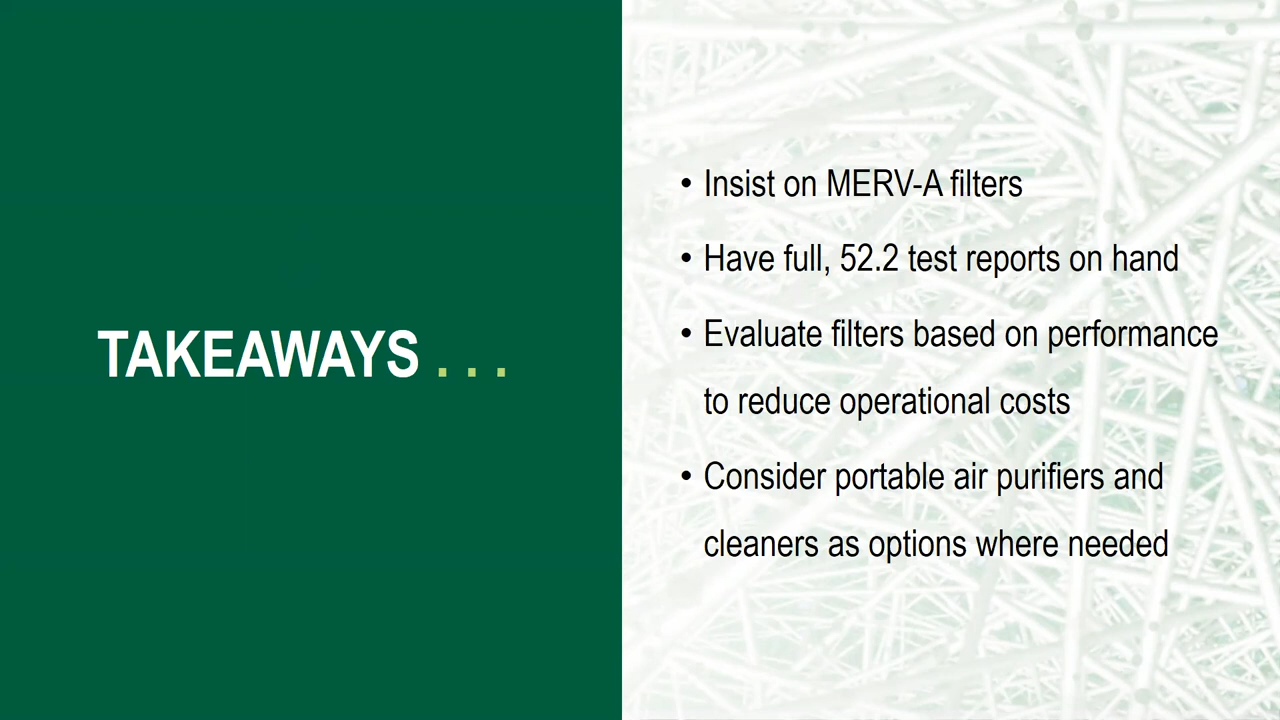 TAKEAWAYS . . .
• Insist on MERV-A filters
• Have full, 52.2 test reports on hand
• Evaluate filters based on performance
to reduce operational costs
• Consider portable air purifiers and
cleaners as options where needed